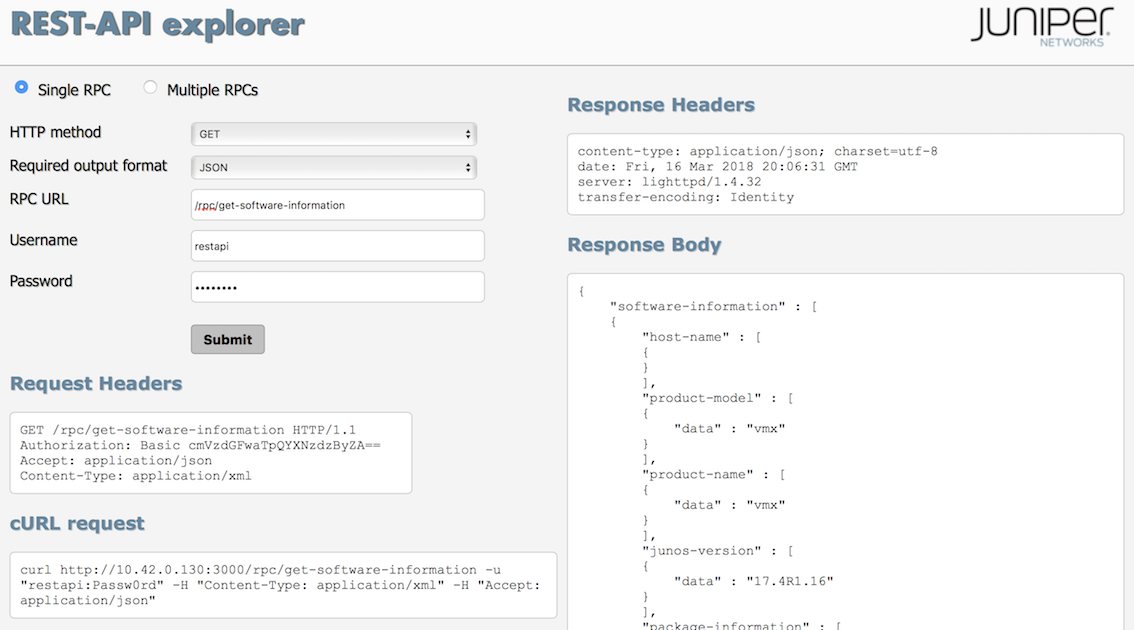 REST-API explorer
JUNIPER
NETWORKS
Single RPC
Multiple RPCs
HTTP method
GET
Required output format
JSON
RPC URL
/rpc/get-software-information
Username
restapi
Password
••••••••
Submit
Request Headers
GET /rpc/get-software-information HTTP/1.1
Authorization: Basic cmVzdGFwaTpQYXNzdzByZA==
Accept: application/json
Content-Type: application/xml
cURL request
curl http://10.42.0.130:3000/rpc/get-software-information -u
"restapi:Passw0rd" -H "Content-Type: application/xml" -H "Accept:
application/json"
Response Headers
content-type: application/json; charset=utf-8
date: Fri, 16 Mar 2018 20:06:31 GMT
server: lighttpd/1.4.32
transfer-encoding: Identity
Response Body
{
"software-information" : [
{
"host-name" : [
{
}
],
"product-model" : [
{
"data" : "vmx"
}
],
"product-name" : [
{
"data" : "vmx"
}
],
"junos-version" : [
{
"data" : "17.4R1.16"
}
],
"package-information" : [